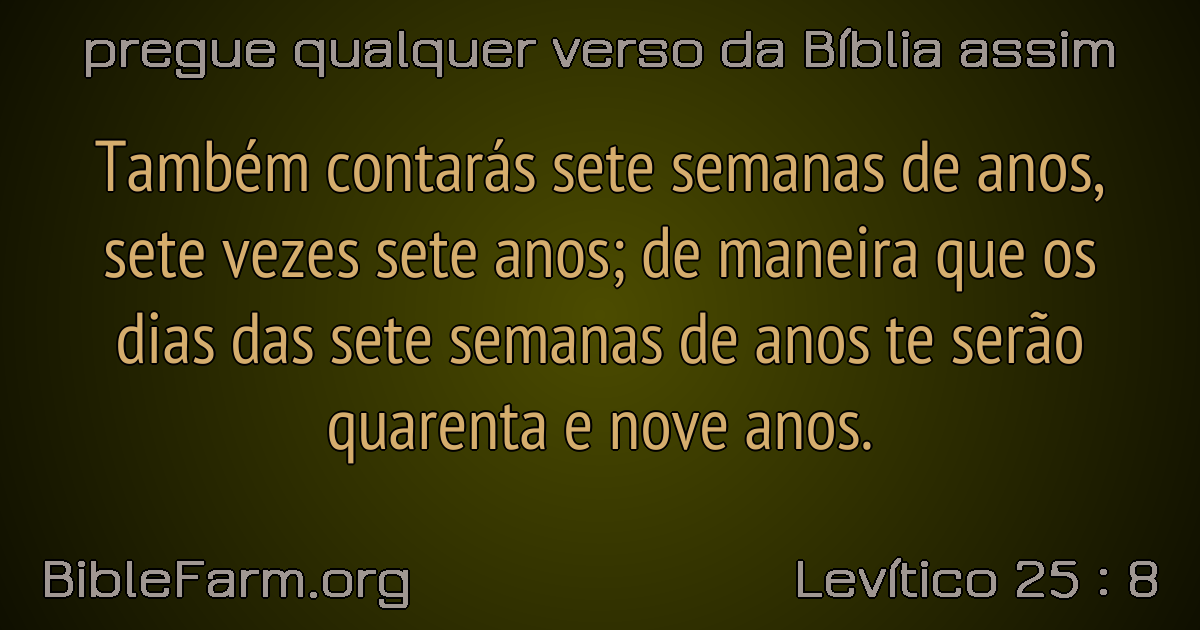 pregue qualquer verso da Bíblia assim
Também contarás sete semanas de anos,
sete vezes sete anos; de maneira que os
dias das sete semanas de anos te serão
quarenta e nove anos.
BibleFarm.org
Levítico 25 : 8